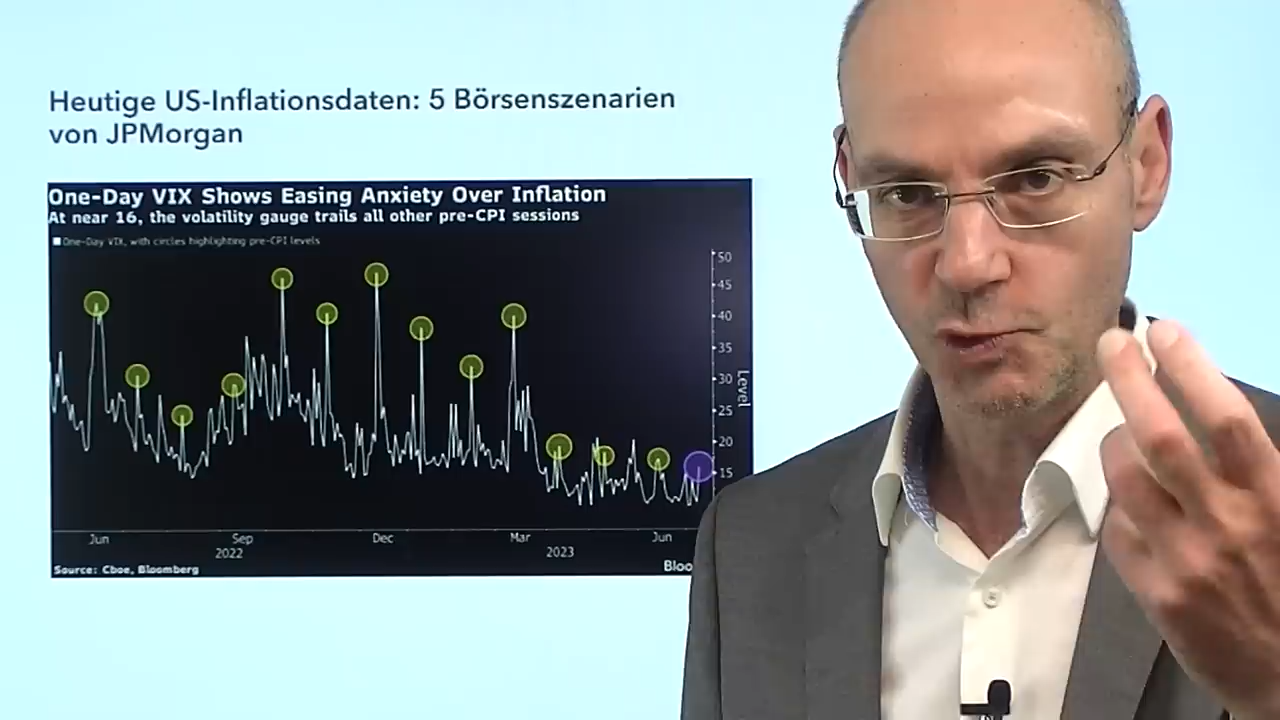 Heutige US-Inflationsdaten: 5 Börsenszenarien
von JPMorgan
One-Day VIX Shows Easing Anxiety Over Inflation
At near 16, the volatility gauge trails all other pre-CPI sessions
One-Day VIX, with circles highlighting pre-CPI levels
50
45
40
35
30
25
20
15
Level
Jun Sep Dec Mar Jun
2022 2023
Source: Cboe, Bloomberg
Bloo